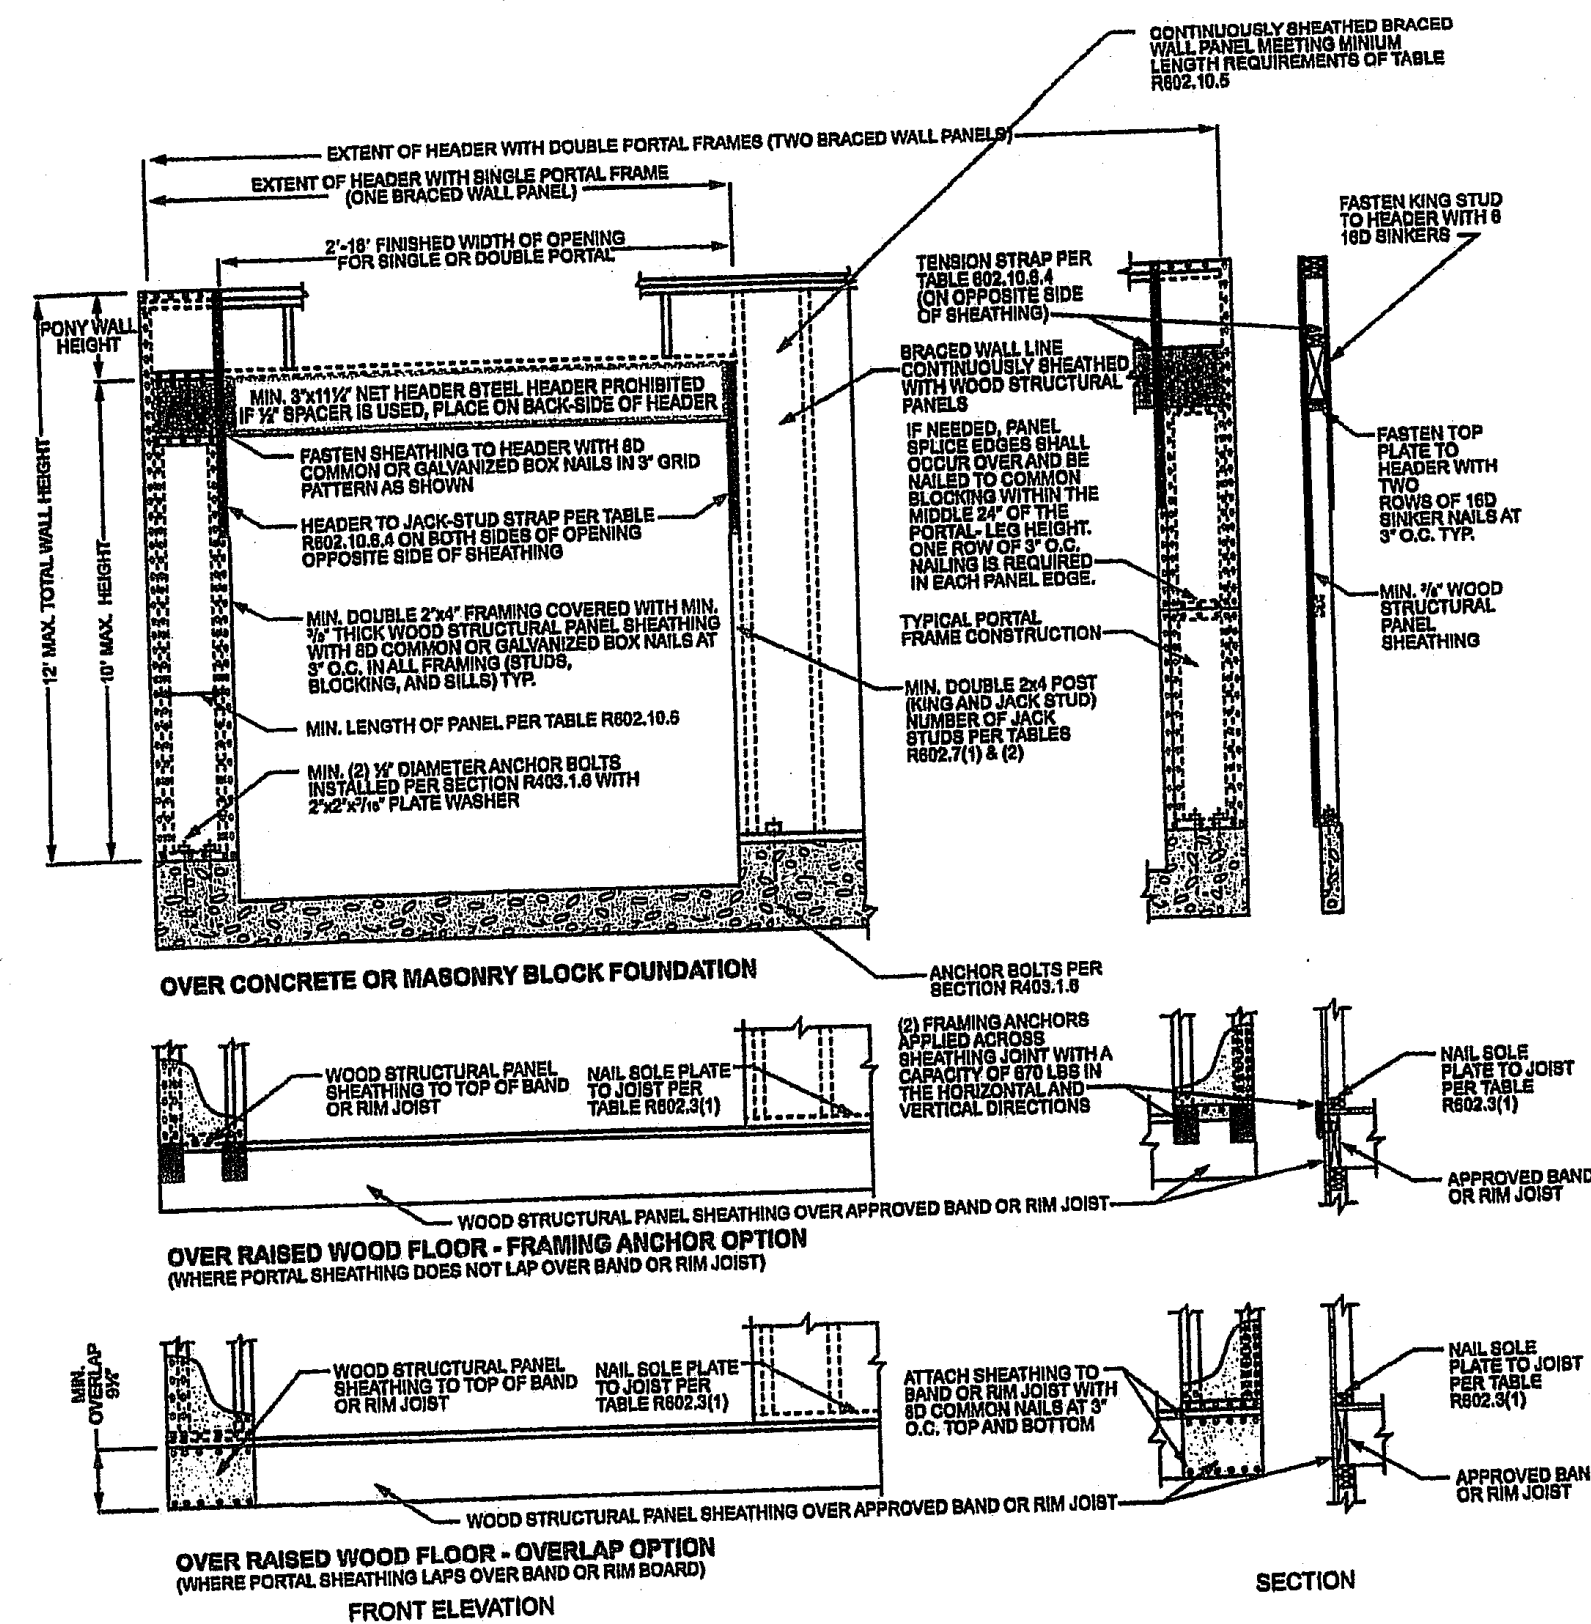 CONTINUOUSLY SHEATHED BRACED
WALL PANEL MEETING MINIUM
LENGTH REQUIREMENTS OF TABLE
R602.10.5
EXTENT OF HEADER WITH DOUBLE PORTAL FRAMES (TWO BRACED WALL PANELS)
EXTENT OF HEADER WITH SINGLE PORTAL FRAME
(ONE BRACED WALL PANEL)
2'-18' FINISHED WIDTH OF OPENING
FOR SINGLE OR DOUBLE PORTAL
FASTEN KING STUD
TO HEADER WITH 6
16D SINKERS
TENSION STRAP PER
TABLE 602.10.6.4
(ON OPPOSITE SIDE
OF SHEATHING)
PONY WALL
HEIGHT
12' MAX. TOTAL WALL HEIGHT
10' MAX. HEIGHT
MIN. 3"x11½" NET HEADER STEEL HEADER PROHIBITED
IF ½" SPACER IS USED, PLACE ON BACK-SIDE OF HEADER
BRACED WALL LINE
CONTINUOUSLY SHEATHED
WITH WOOD STRUCTURAL
PANELS
FASTEN SHEATHING TO HEADER WITH 8D
COMMON OR GALVANIZED BOX NAILS IN 3" GRID
PATTERN AS SHOWN
IF NEEDED, PANEL
SPLICE EDGES SHALL
OCCUR OVER AND BE
NAILED TO COMMON
BLOCKING WITHIN THE
MIDDLE 24" OF THE
PORTAL- LEG HEIGHT.
ONE ROW OF 3" O.C.
NAILING IS REQUIRED
IN EACH PANEL EDGE.
FASTEN TOP
PLATE TO
HEADER WITH
TWO
ROWS OF 16D
SINKER NAILS AT
3" O.C. TYP.
HEADER TO JACK-STUD STRAP PER TABLE
R602.10.6.4 ON BOTH SIDES OF OPENING
OPPOSITE SIDE OF SHEATHING
MIN. ⅜" WOOD
STRUCTURAL
PANEL
SHEATHING
MIN. DOUBLE 2"x4" FRAMING COVERED WITH MIN.
⅜" THICK WOOD STRUCTURAL PANEL SHEATHING
WITH 8D COMMON OR GALVANIZED BOX NAILS AT
3" O.C. IN ALL FRAMING (STUDS,
BLOCKING, AND SILLS) TYP.
TYPICAL PORTAL
FRAME CONSTRUCTION
MIN. LENGTH OF PANEL PER TABLE R602.10.5
MIN. DOUBLE 2x4 POST
(KING AND JACK STUD)
NUMBER OF JACK
STUDS PER TABLES
R602.7(1) & (2)
MIN. (2) ½" DIAMETER ANCHOR BOLTS
INSTALLED PER SECTION R403.1.6 WITH
2"x2"x3/16" PLATE WASHER
OVER CONCRETE OR MASONRY BLOCK FOUNDATION
ANCHOR BOLTS PER
SECTION R403.1.6
WOOD STRUCTURAL PANEL
SHEATHING TO TOP OF BAND
OR RIM JOIST
NAIL SOLE PLATE
TO JOIST PER
TABLE R602.3(1)
(2) FRAMING ANCHORS
APPLIED ACROSS
SHEATHING JOINT WITH A
CAPACITY OF 670 LBS IN
THE HORIZONTAL AND
VERTICAL DIRECTIONS
NAIL SOLE
PLATE TO JOIST
PER TABLE
R602.3(1)
APPROVED BAND
OR RIM JOIST
WOOD STRUCTURAL PANEL SHEATHING OVER APPROVED BAND OR RIM JOIST
OVER RAISED WOOD FLOOR - FRAMING ANCHOR OPTION
(WHERE PORTAL SHEATHING DOES NOT LAP OVER BAND OR RIM JOIST)
MIN.
OVERLAP
9¼"
WOOD STRUCTURAL PANEL
SHEATHING TO TOP OF BAND
OR RIM JOIST
NAIL SOLE PLATE
TO JOIST PER
TABLE R602.3(1)
ATTACH SHEATHING TO
BAND OR RIM JOIST WITH
8D COMMON NAILS AT 3"
O.C. TOP AND BOTTOM
NAIL SOLE
PLATE TO JOIST
PER TABLE
R602.3(1)
APPROVED BAN
OR RIM JOIST
WOOD STRUCTURAL PANEL SHEATHING OVER APPROVED BAND OR RIM JOIST
OVER RAISED WOOD FLOOR - OVERLAP OPTION
(WHERE PORTAL SHEATHING LAPS OVER BAND OR RIM BOARD)
FRONT ELEVATION
SECTION